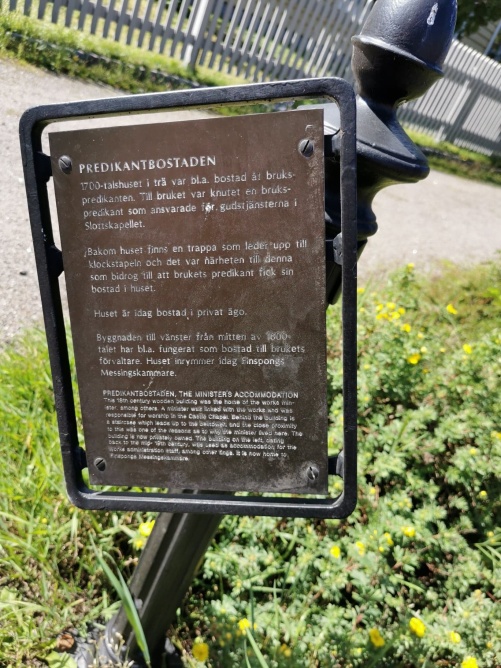 PREDIKANTBOSTADEN
1700-talshuset i trä var bl.a. bostad åt bruks-
predikanten. Till bruket var knutet en bruks-
predikant som ansvarade för gudstjänsterna i
Slottskapellet.
Bakom huset finns en trappa som leder upp till
klockstapeln och det var närheten till denna
som bidrog till att brukets predikant fick sin
bostad i huset.
Huset är idag bostad i privat ägo.
Byggnaden till vänster från mitten av 1800-
talet har bl.a. fungerat som bostad till brukets
förvaltare. Huset inrymmer idag Finspongs
Messingskammare.
PREDIKANTBOSTADEN, THE MINISTER'S ACCOMMODATION
This 18th century wooden building was the home of the works min-
ister, among others. A minister was linked with the works and was
responsible for worship in the Castle Chapel. Behind the building is
a staircase which leads up to the belltower, and the close proximity
to this was one of the reasons as to why the minister lived here. The
building is now privately owned. The building on the left, dating
back to the mid- 19th century, was used as accommodation for the
works administration staff, among other things. It is now home to
Finspongs Messingskammare.